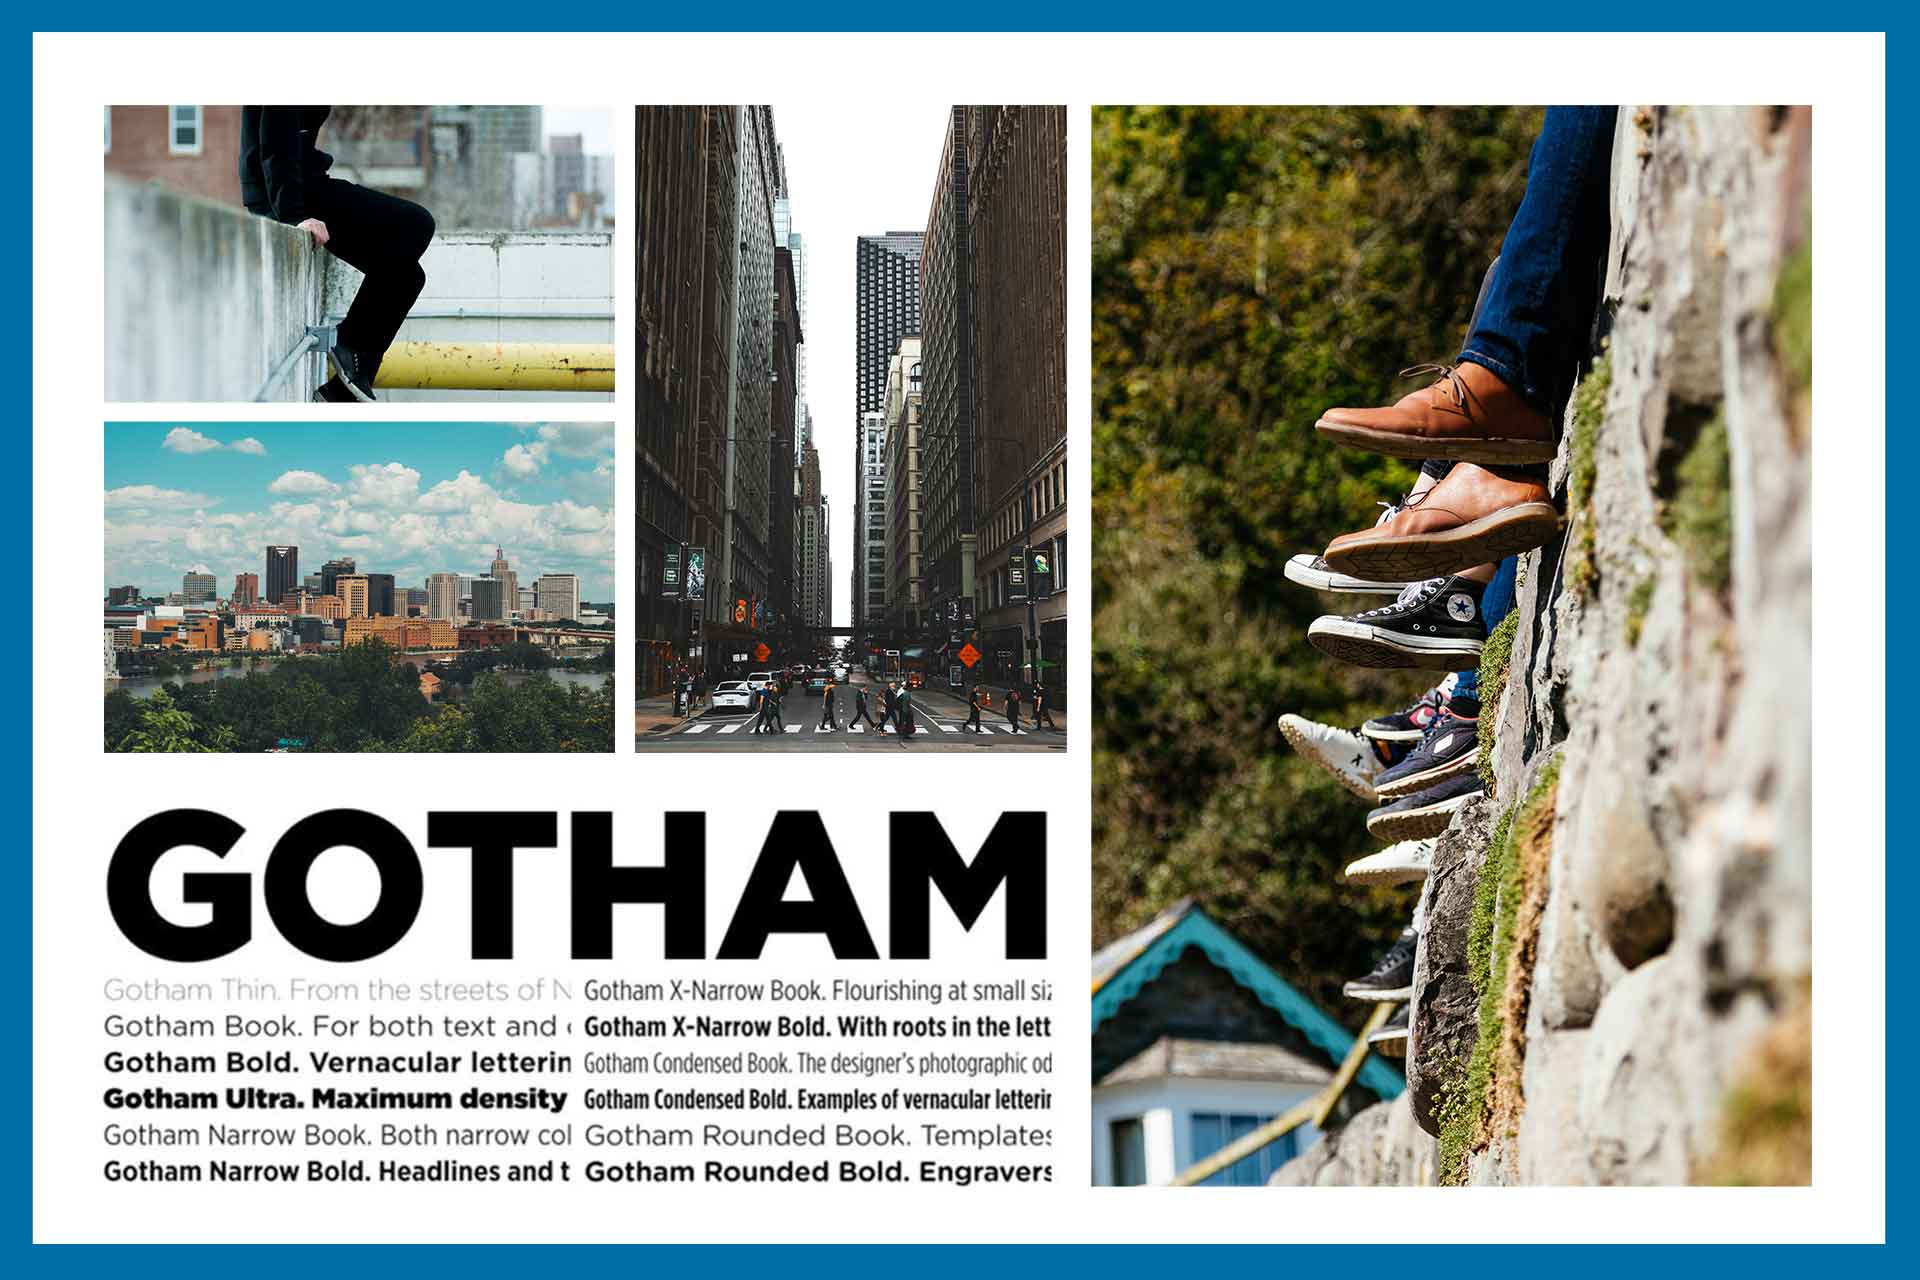 GOTHAM
Gotham Thin. From the streets of N
Gotham Book. For both text and
Gotham Bold. Vernacular letterin
Gotham Ultra. Maximum density
Gotham Narrow Book. Both narrow col
Gotham Narrow Bold. Headlines and t
Gotham X-Narrow Book. Flourishing at small siz
Gotham X-Narrow Bold. With roots in the lett
Gotham Condensed Book. The designer's photographic od
Gotham Condensed Bold. Examples of vernacular letterin
Gotham Rounded Book. Templates
Gotham Rounded Bold. Engravers